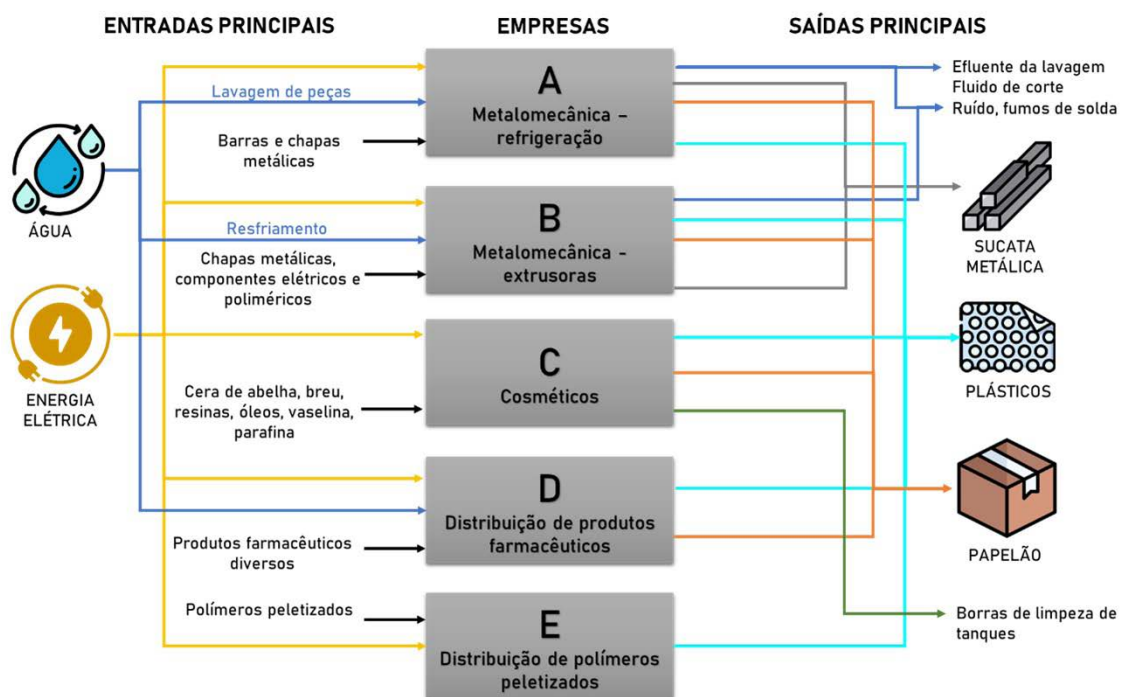 ENTRADAS PRINCIPAIS
EMPRESAS
SAÍDAS PRINCIPAIS
Lavagem de peças
Barras e chapas
metálicas
ÁGUA
Resfriamento
Chapas metálicas,
componentes elétricos e
poliméricos
ENERGIA
ELÉTRICA
Cera de abelha, breu,
resinas, óleos, vaselina,
parafina
Produtos farmacêuticos
diversos
Polímeros peletizados
A
Metalomecânica –
refrigeração
B
Metalomecânica -
extrusoras
C
Cosméticos
D
Distribuição de produtos
farmacêuticos
E
Distribuição de polímeros
peletizados
Efluente da lavagem
Fluido de corte
Ruído, fumos de solda
SUCATA
METÁLICA
PLÁSTICOS
PAPELÃO
Borras de limpeza de
tanques